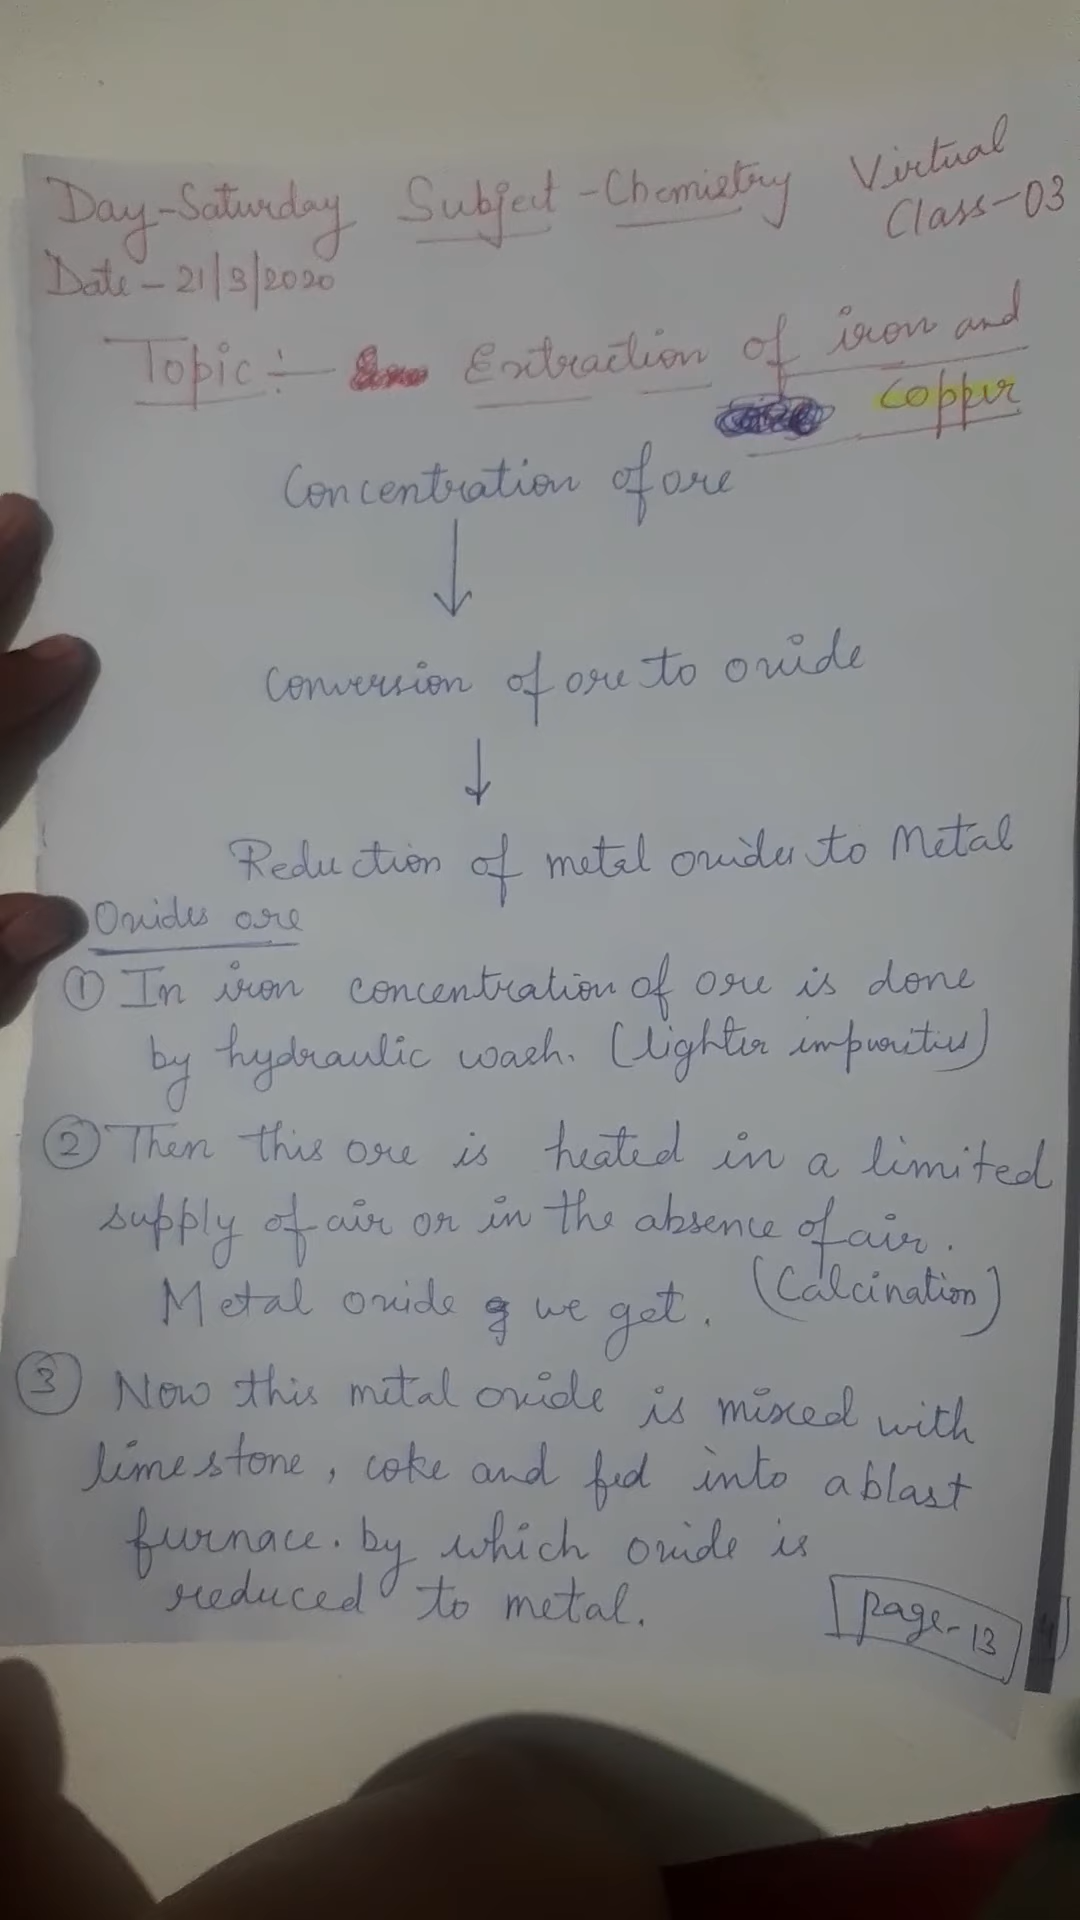 Day-Saturday Subject-Chemistry Virtual Class-03
Date - 21/3/2020
Topic :- Extraction of iron and
Copper
Concentration of ore
↓
Conversion of ore to oxide
↓
Reduction of metal oxides to Metal
Oxides ore
① In iron concentration of ore is done
by hydraulic wash. (lighter impurities)
② Then this ore is heated in a limited
supply of air or in the absence of air.
Metal oxide we get. (Calcination)
③ Now this metal oxide is mixed with
limestone, coke and fed into a blast
furnace. by which oxide is
reduced to metal.
Page-13